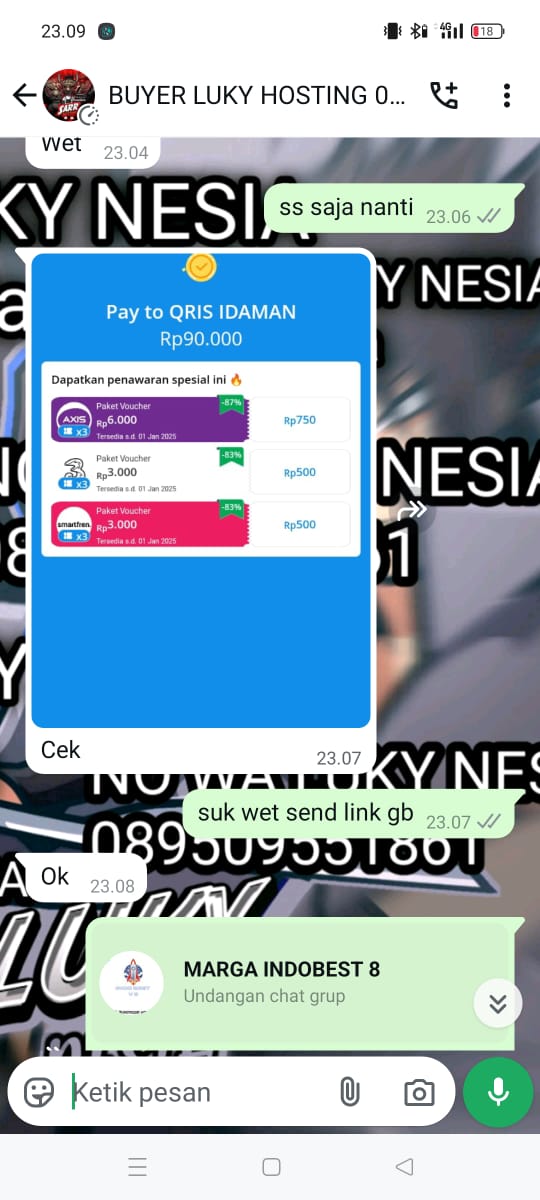 23.09
4G
18
BUYER LUKY HOSTING 0...
Wet
23.04
KY NESIA
ss saja nanti
23.06
Y NESIA
Pay to QRIS IDAMAN
Rp90.000
Dapatkan penawaran spesial ini 🔥
AXIS
x3
Paket Voucher
Rp6.000
Tersedia s.d. 01 Jan 2025
-87%
Rp750
3
x3
Paket Voucher
Rp3.000
Tersedia s.d. 01 Jan 2025
-83%
Rp500
smartfren
x3
Paket Voucher
Rp3.000
Tersedia s.d. 01 Jan 2025
-83%
Rp500
NESIA
61
Cek
23.07
NO WA LUKY NES
suk wet send link gb
23.07
089509551861
Ok
23.08
LUKY
MARGA INDOBEST 8
Undangan chat grup
Ketik pesan